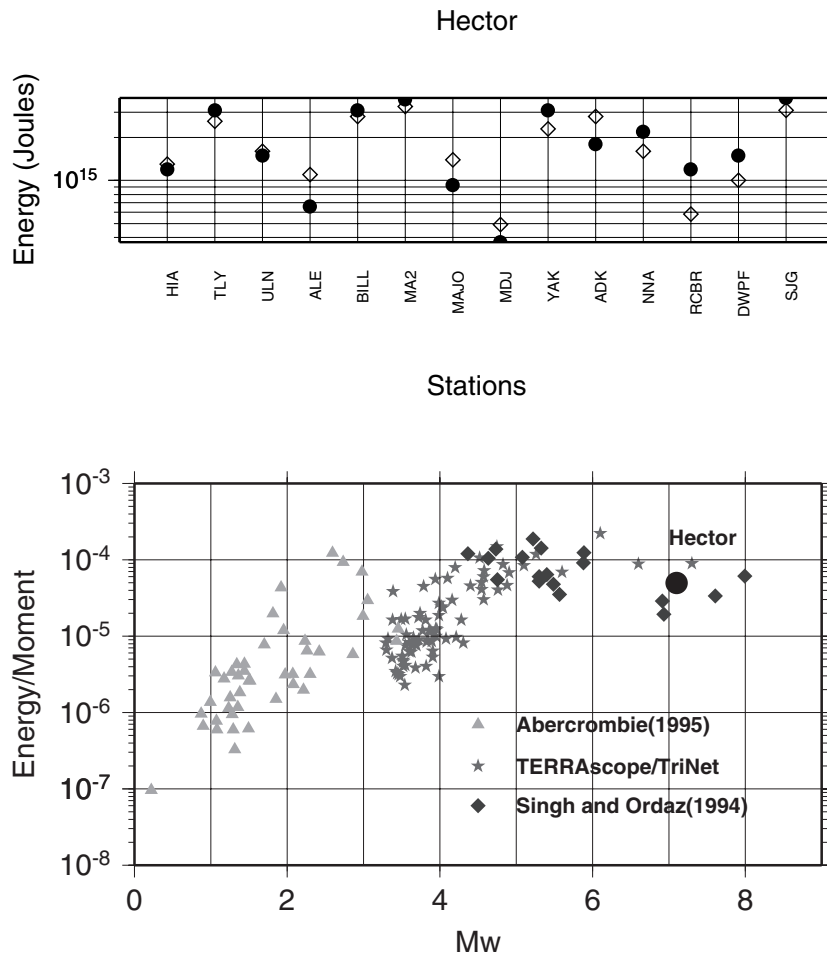 Hector
Energy (Joules)
10^15
HIA TLY ULN ALE BILL MA2 MAJO MDJ YAK ADK NNA RCBR DWPF SJG
Stations
Energy/Moment
10^-3
10^-4
10^-5
10^-6
10^-7
10^-8
Hector
Abercrombie(1995)
TERRAscope/TriNet
Singh and Ordaz(1994)
0 2 4 6 8
Mw